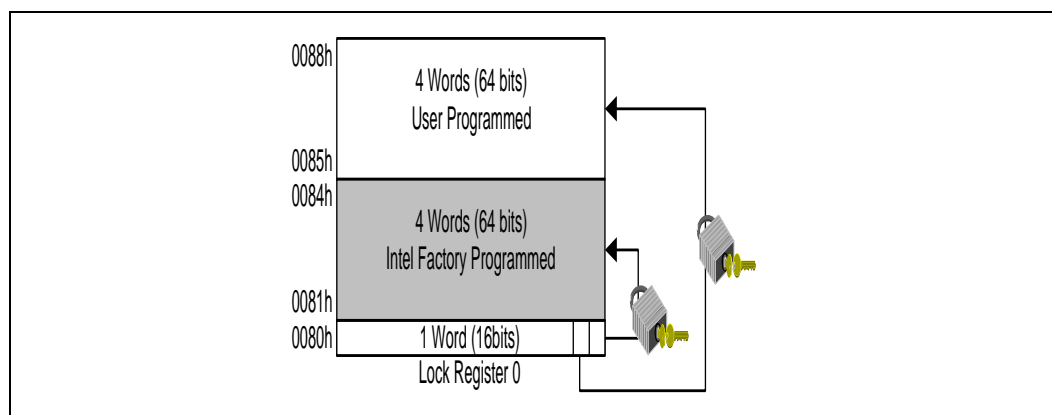 0088h
4 Words (64 bits)
User Programmed
0085h
0084h
4 Words (64 bits)
Intel Factory Programmed
0081h
0080h
1 Word (16bits)
Lock Register 0